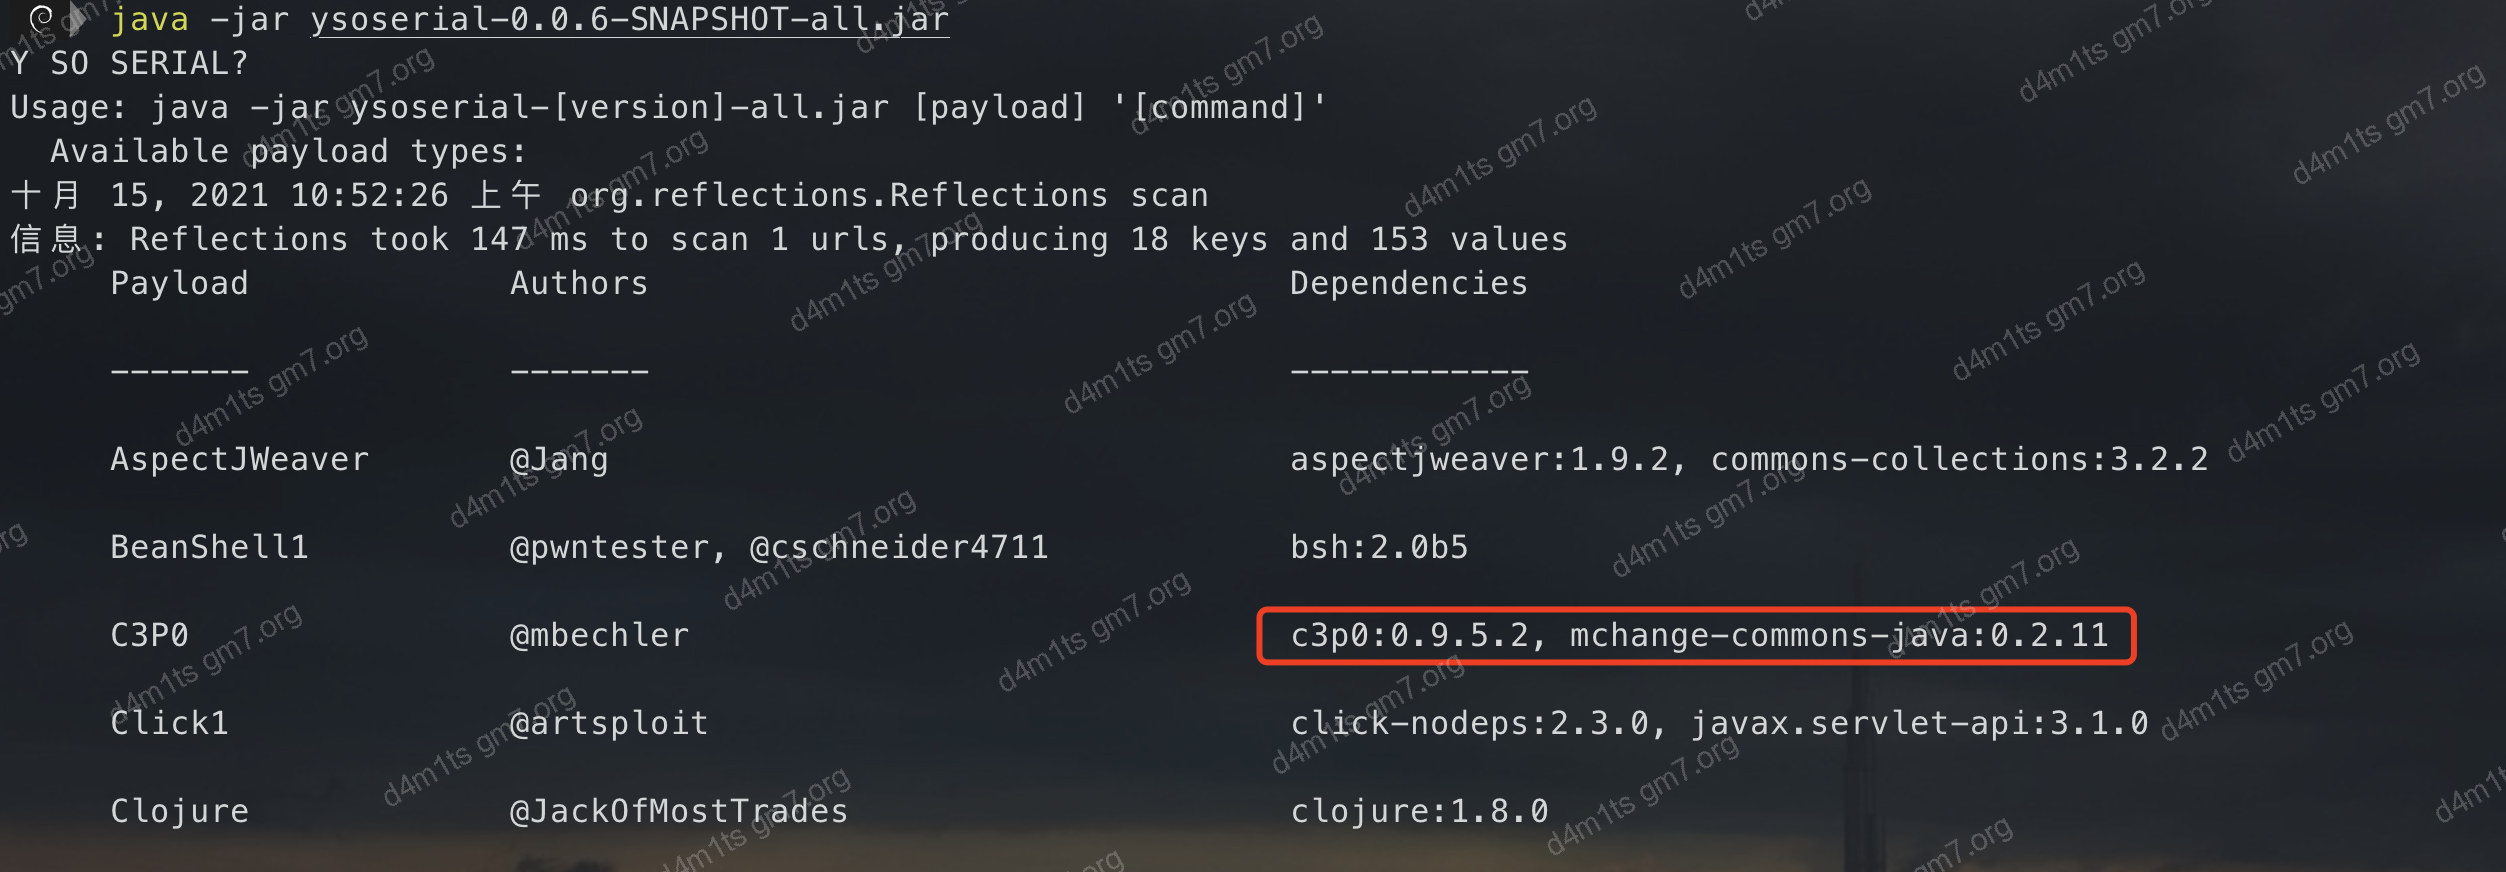 java -jar ysoserial-0.0.6-SNAPSHOT-all.jar
Y SO SERIAL?
Usage: java -jar ysoserial-[version]-all.jar [payload] '[command]'
Available payload types:
十月 15, 2021 10:52:26 上午 org.reflections.Reflections scan
信息: Reflections took 147 ms to scan 1 urls, producing 18 keys and 153 values
Payload Authors Dependencies
------- ------- ------------
AspectJWeaver @Jang aspectjweaver:1.9.2, commons-collections:3.2.2
BeanShell1 @pwntester, @cschneider4711 bsh:2.0b5
C3P0 @mbechler c3p0:0.9.5.2, mchange-commons-java:0.2.11
Click1 @artsploit click-nodeps:2.3.0, javax.servlet-api:3.1.0
Clojure @JackOfMostTrades clojure:1.8.0
d4m1ts gm7.org